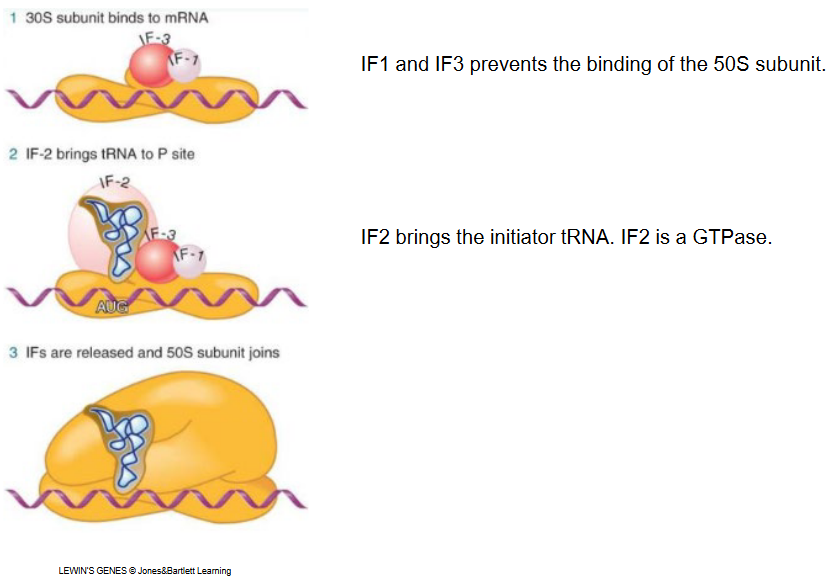 1 30S subunit binds to mRNA
IF-3
IF-1
IF1 and IF3 prevents the binding of the 50S subunit.
2 IF-2 brings tRNA to P site
IF-2
IF-3
IF-1
IF2 brings the initiator tRNA. IF2 is a GTPase.
AUG
3 IFs are released and 50S subunit joins
LEWIN'S GENES © Jones&Bartlett Learning